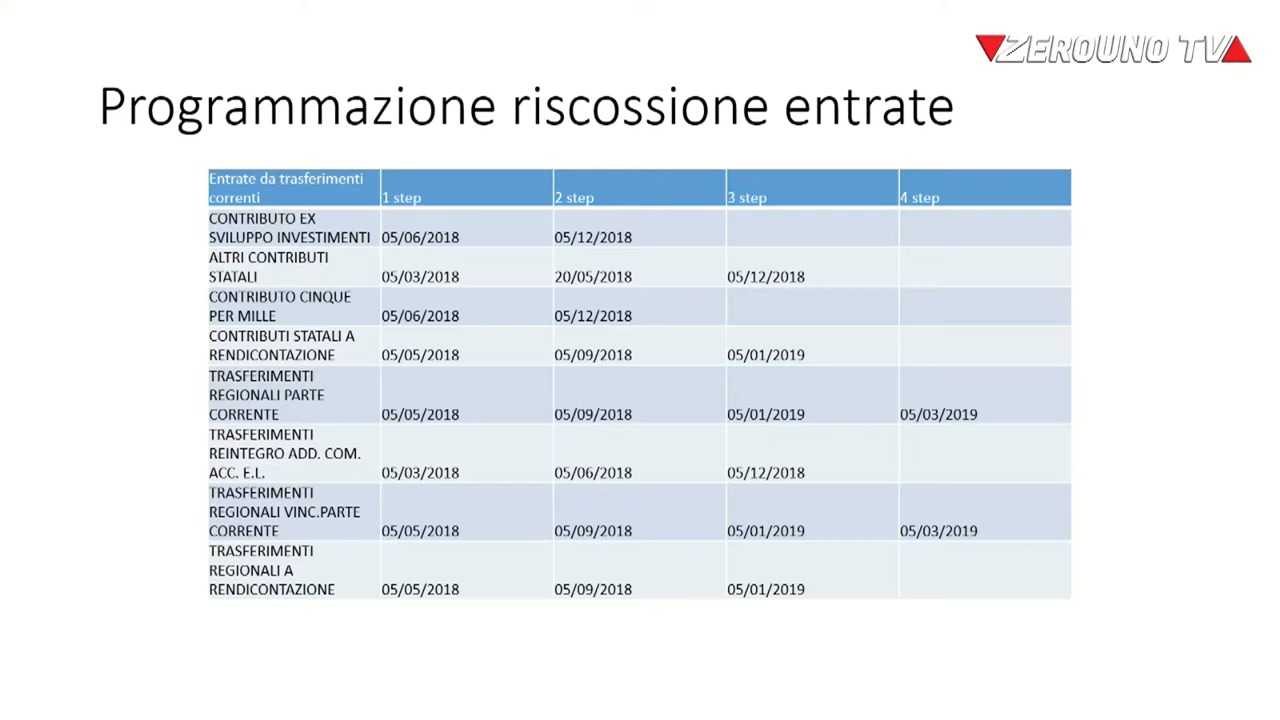 ZEROUNO TV
Programmazione riscossione entrate
Entrate da trasferimenti
correnti 1 step 2 step 3 step 4 step
CONTRIBUTO EX
SVILUPPO INVESTIMENTI 05/06/2018 05/12/2018
ALTRI CONTRIBUTI
STATALI 05/03/2018 20/05/2018 05/12/2018
CONTRIBUTO CINQUE
PER MILLE 05/06/2018 05/12/2018
CONTRIBUTI STATALI A
RENDICONTAZIONE 05/05/2018 05/09/2018 05/01/2019
TRASFERIMENTI
REGIONALI PARTE
CORRENTE 05/05/2018 05/09/2018 05/01/2019 05/03/2019
TRASFERIMENTI
REINTEGRO ADD. COM.
ACC. E.L. 05/03/2018 05/06/2018 05/12/2018
TRASFERIMENTI
REGIONALI VINC.PARTE
CORRENTE 05/05/2018 05/09/2018 05/01/2019 05/03/2019
TRASFERIMENTI
REGIONALI A
RENDICONTAZIONE 05/05/2018 05/09/2018 05/01/2019